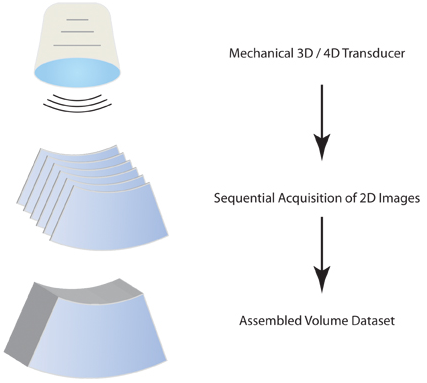 Mechanical 3D / 4D Transducer
Sequential Acquisition of 2D Images
Assembled Volume Dataset